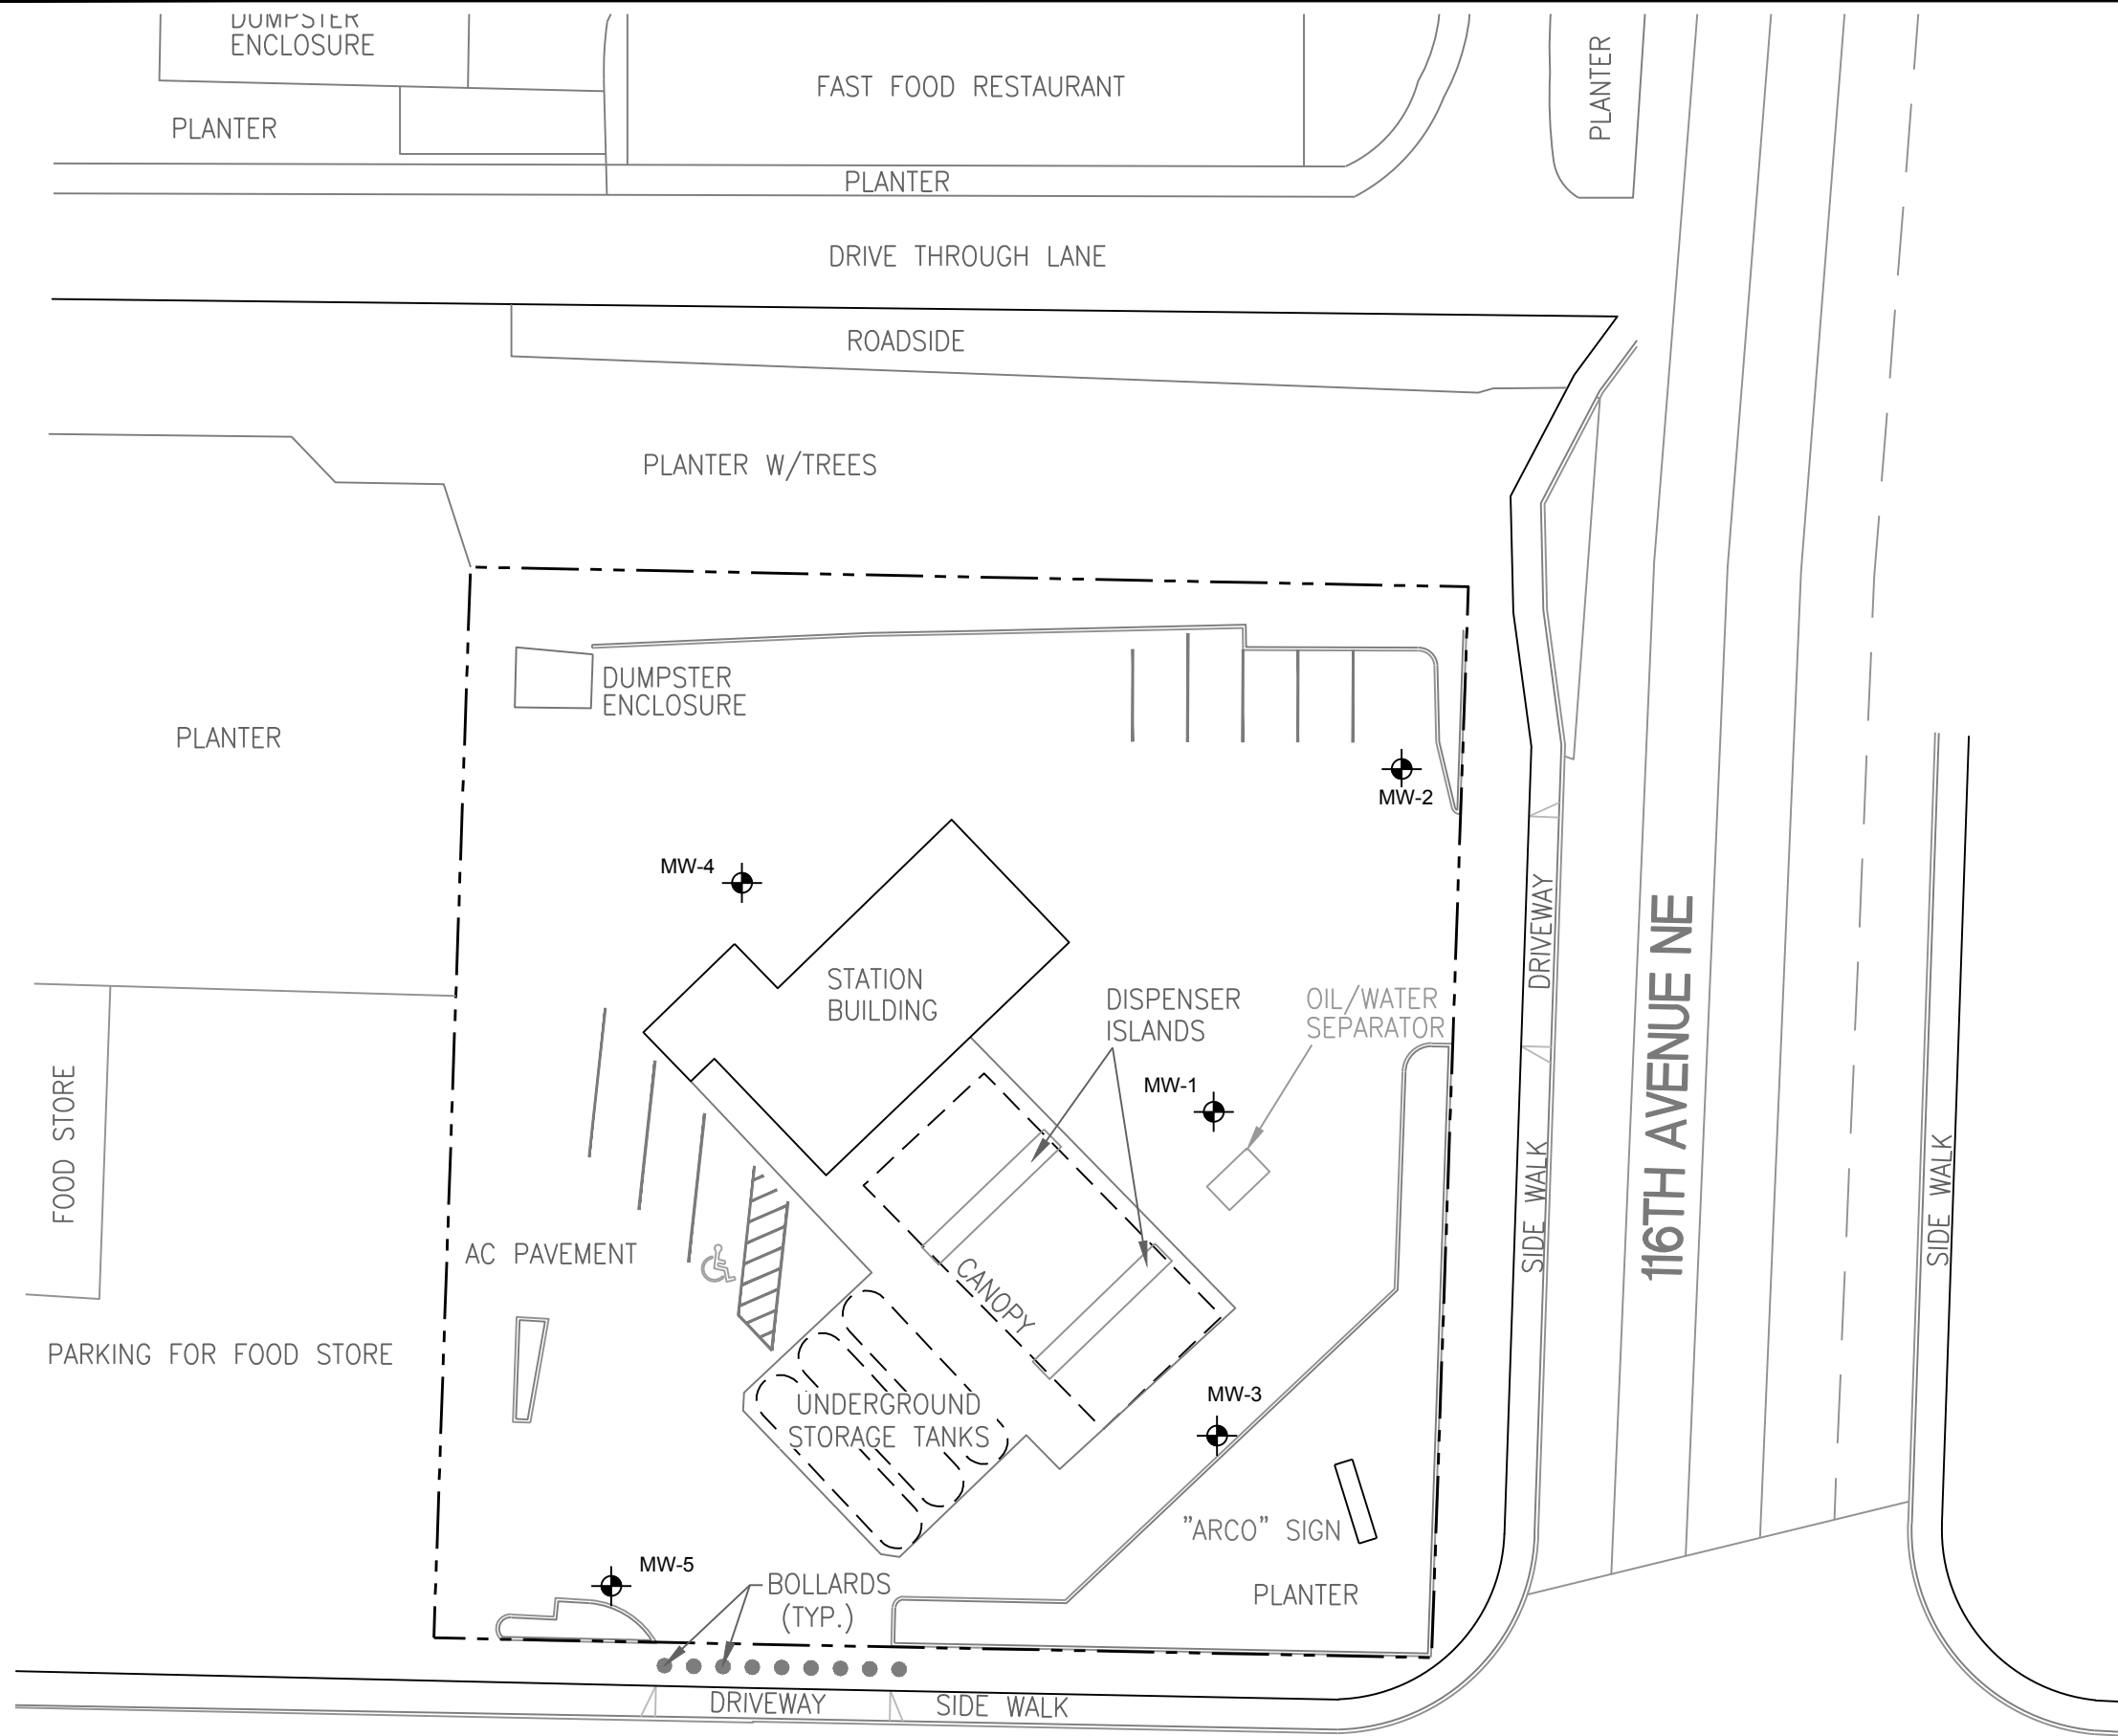 DUMPSTER
ENCLOSURE
FAST FOOD RESTAURANT
PLANTER
PLANTER
PLANTER
DRIVE THROUGH LANE
ROADSIDE
PLANTER W/TREES
DUMPSTER
ENCLOSURE
PLANTER
MW-2
MW-4
STATION
BUILDING
DISPENSER
ISLANDS
OIL/WATER
SEPARATOR
DRIVEWAY
116TH AVENUE NE
MW-1
FOOD STORE
SIDE WALK
SIDE WALK
AC PAVEMENT
CANOPY
PARKING FOR FOOD STORE
UNDERGROUND
STORAGE TANKS
MW-3
"ARCO" SIGN
MW-5
BOLLARDS
(TYP.)
PLANTER
DRIVEWAY
SIDE WALK